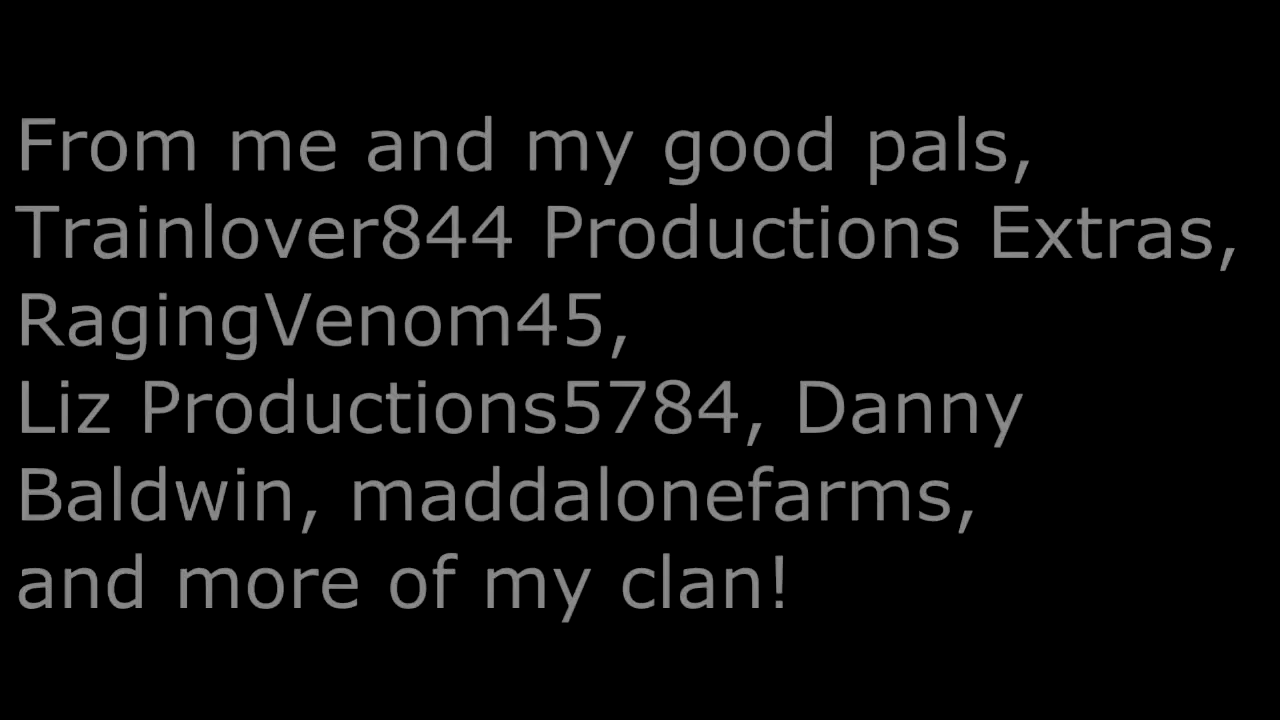 From me and my good pals,
Trainlover844 Productions Extras,
RagingVenom45,
Liz Productions5784, Danny
Baldwin, maddalonefarms,
and more of my clan!